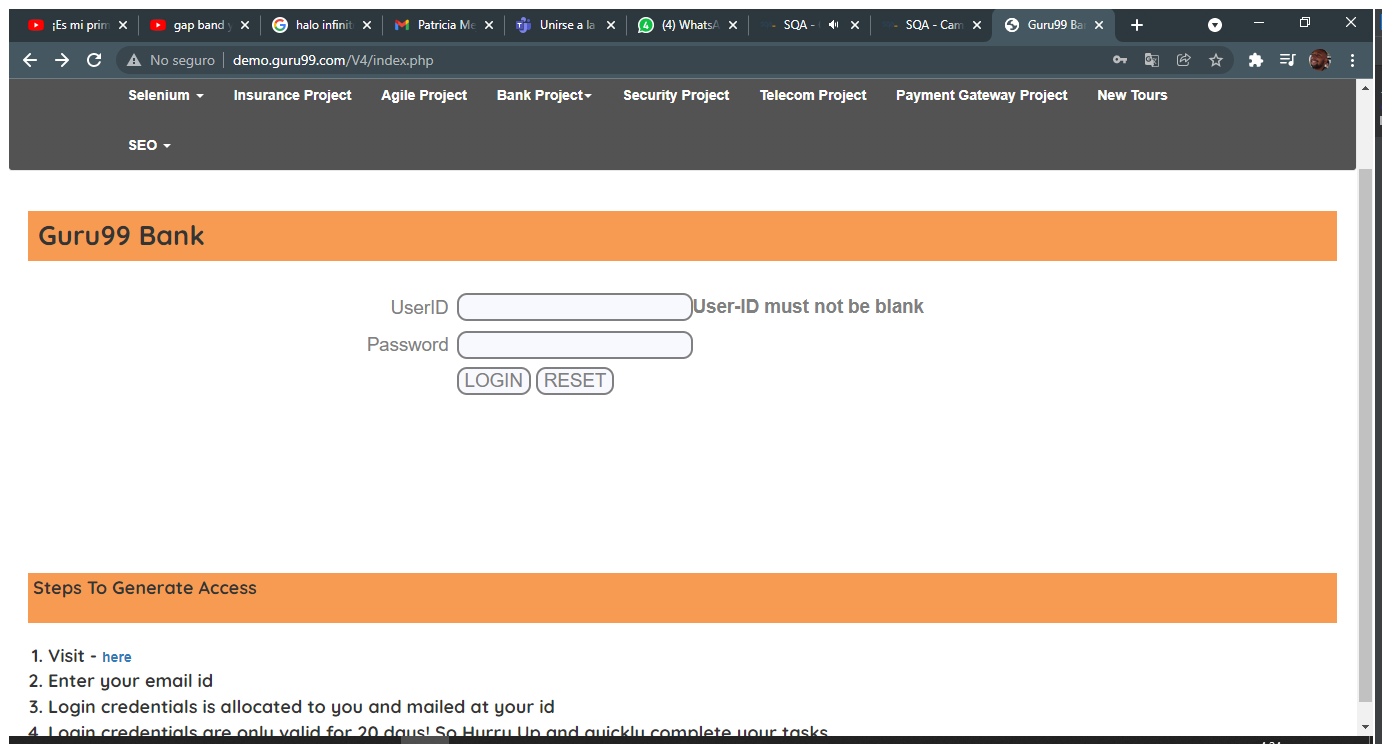 ¡Es mi prim
gap band y
halo infinit
Patricia Me
Unirse a la
(4) WhatsA
SQA - 
SQA - Cam
Guru99 Ba
No seguro
demo.guru99.com/V4/index.php
Selenium Insurance Project Agile Project Bank Project Security Project Telecom Project Payment Gateway Project New Tours
SEO
Guru99 Bank
UserID User-ID must not be blank
Password
LOGIN RESET
Steps To Generate Access
1. Visit - here
2. Enter your email id
3. Login credentials is allocated to you and mailed at your id
4. Login credentials are only valid for 20 days! So Hurry Up and quickly complete your tasks